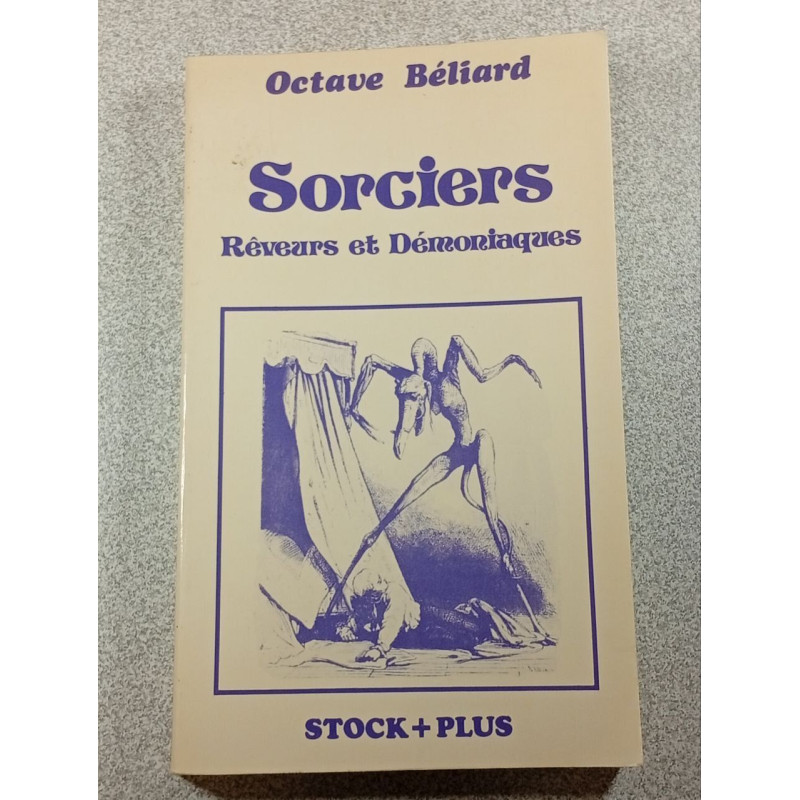 Octave Béliard
Sorciers
Rêveurs et Démoniaques
STOCK+PLUS